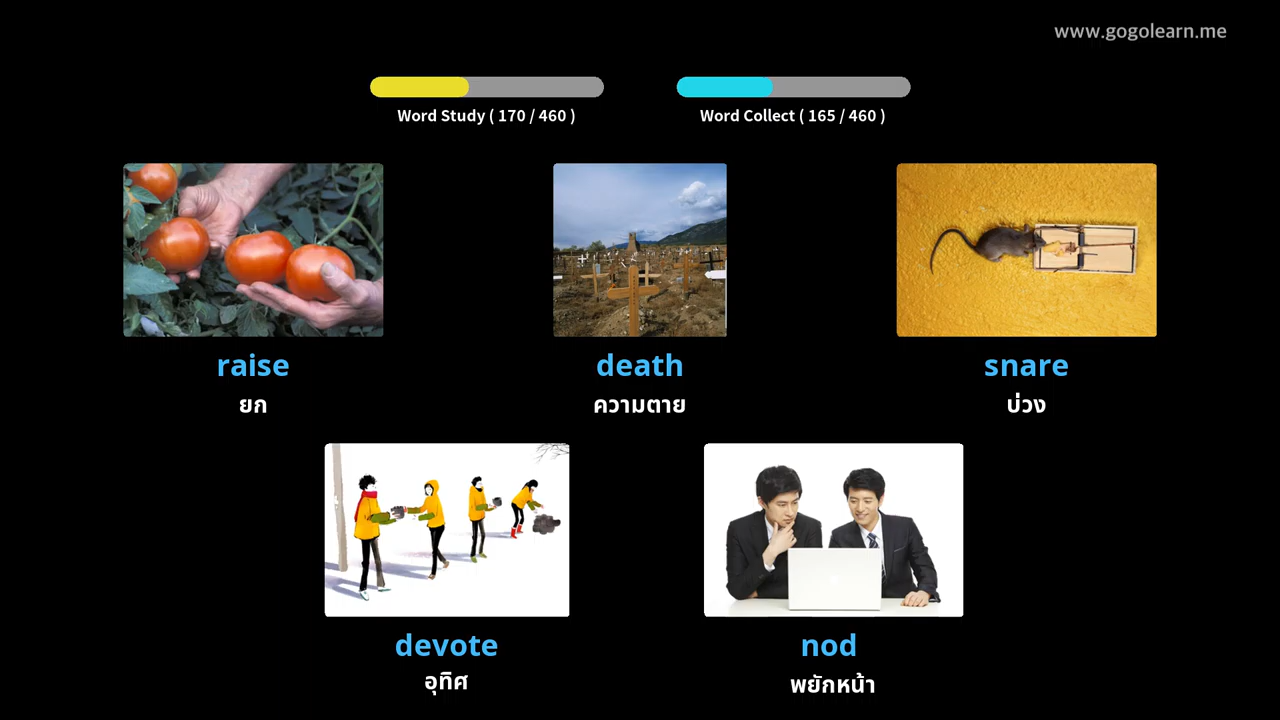 www.gogolearn.me
Word Study ( 170 / 460 )
Word Collect ( 165 / 460 )
raise
ยก
death
ความตาย
snare
บ่วง
devote
อุทิศ
nod
พยักหน้า